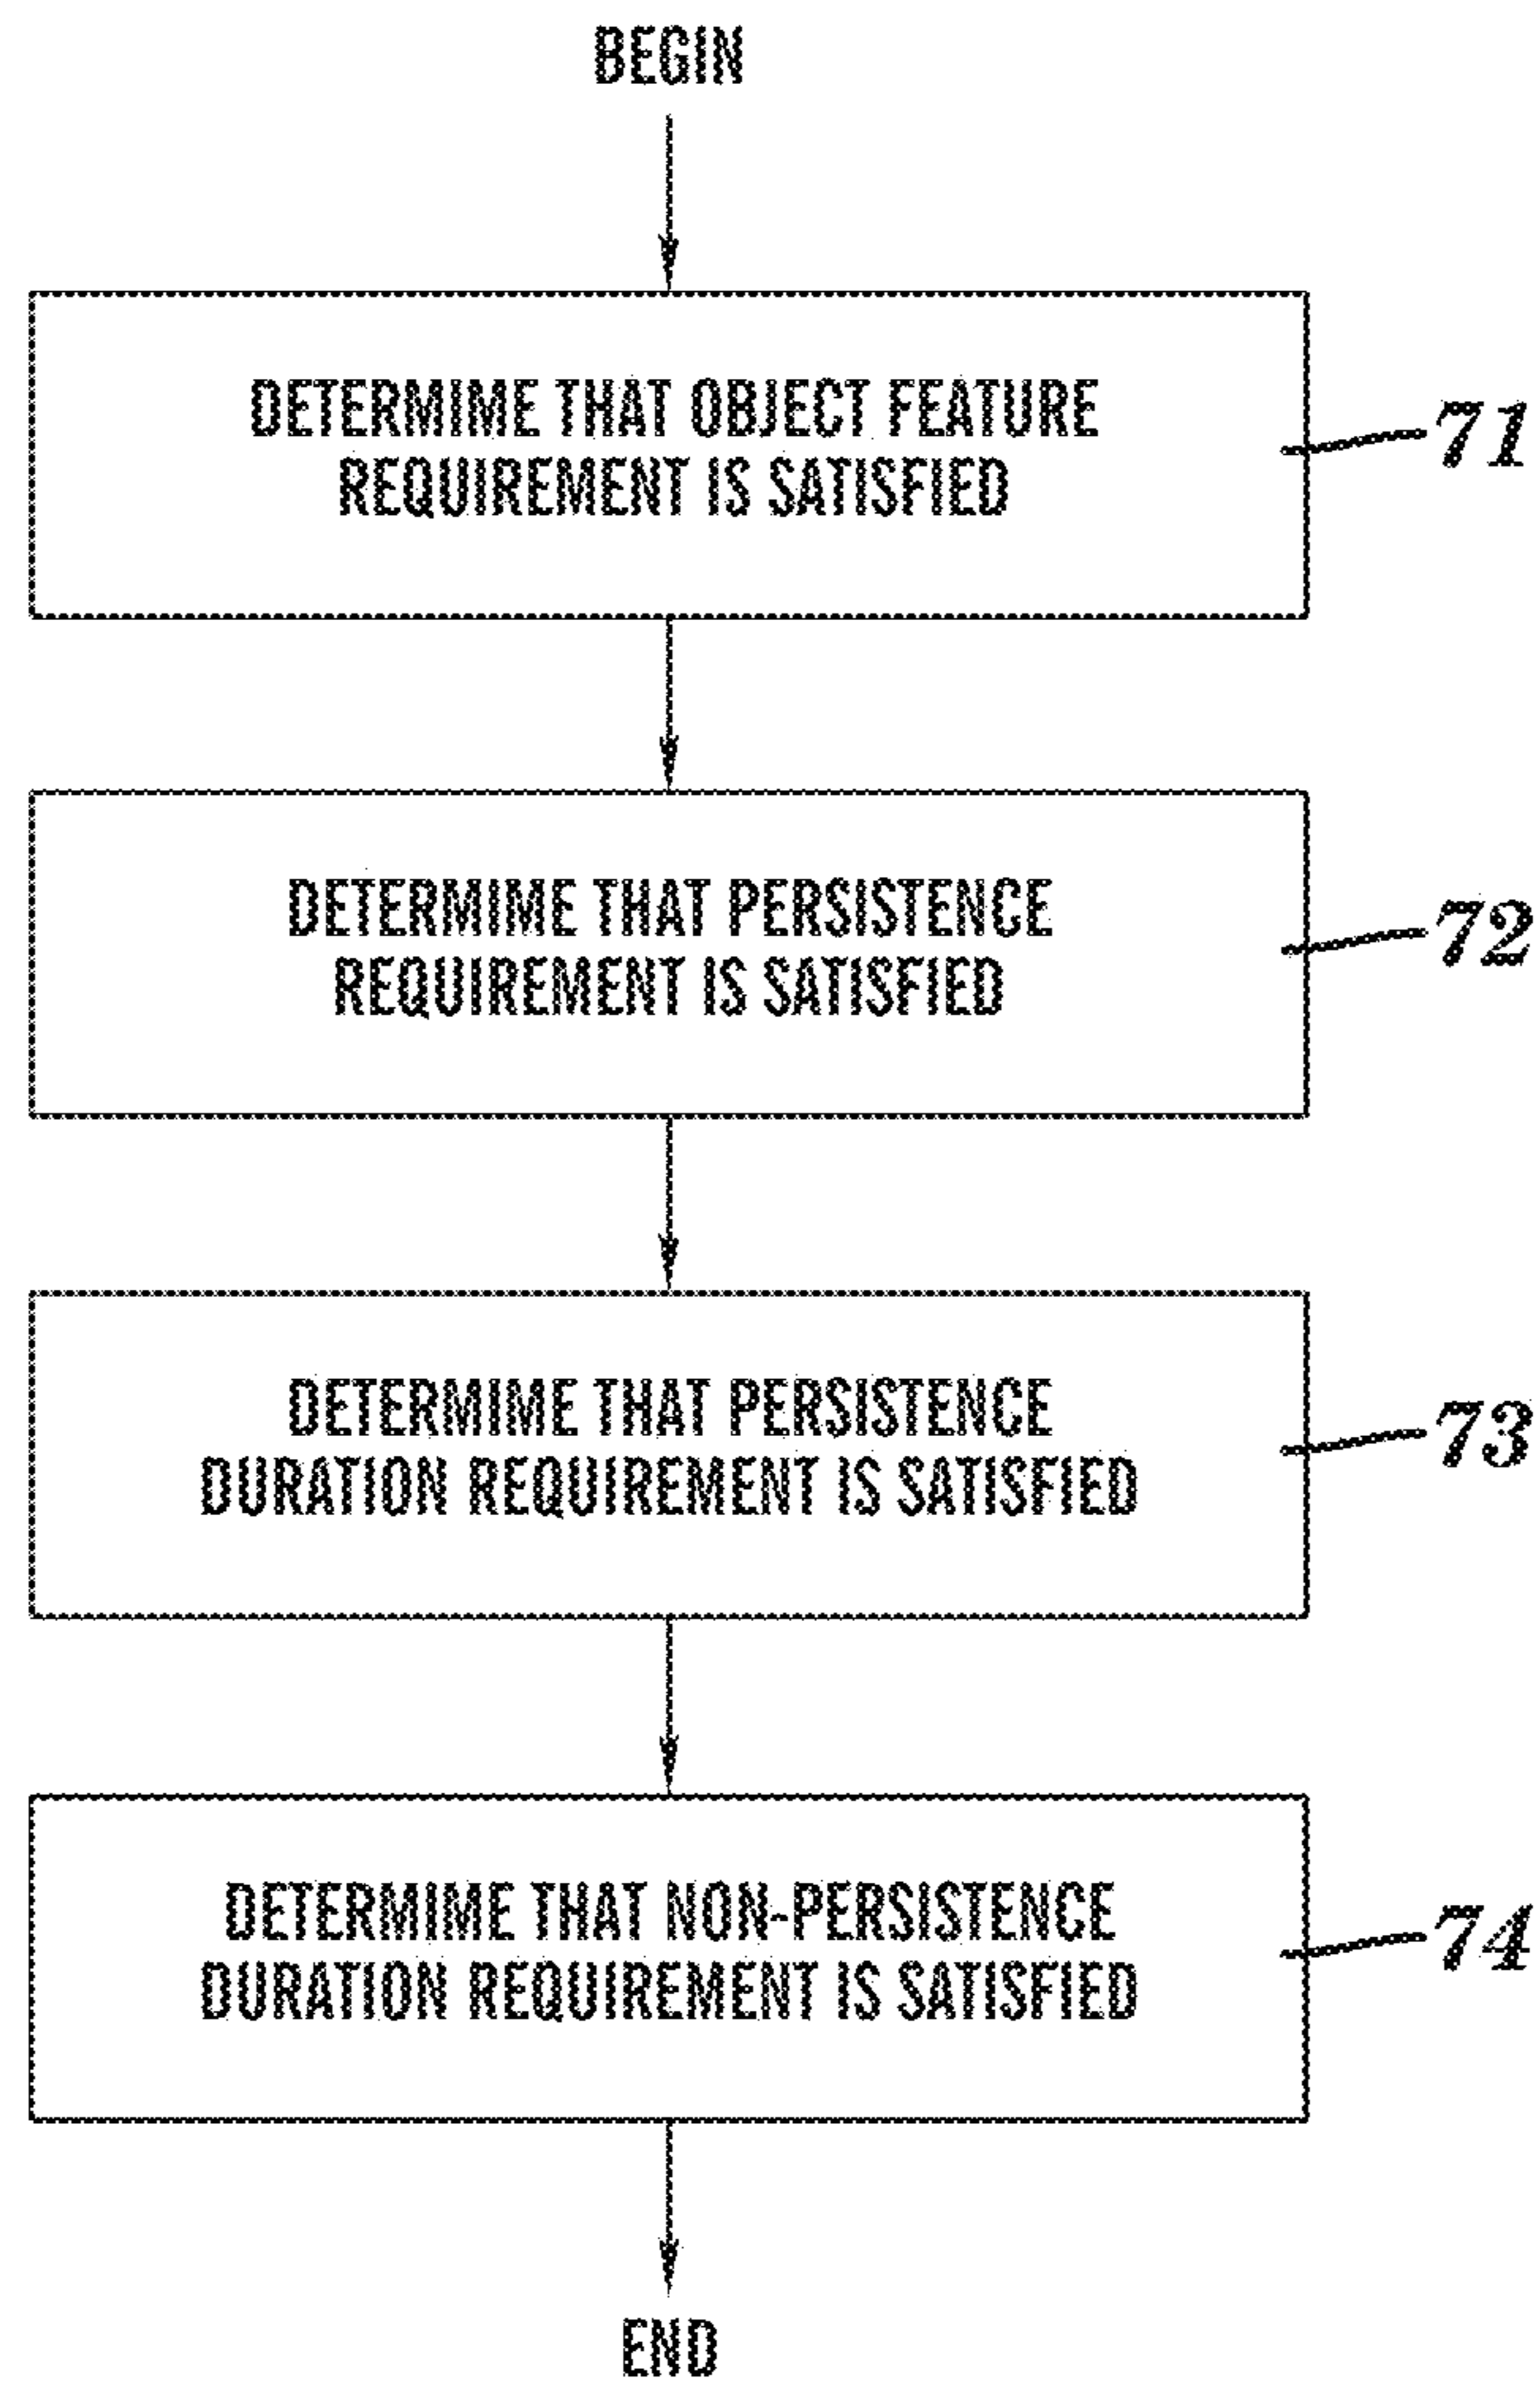 BEGIN
DETERMIME THAT OBJECT FEATURE
REQUIREMENT IS SATISFIED
71
DETERMIME THAT PERSISTENCE
REQUIREMENT IS SATISFIED
72
DETERMIME THAT PERSISTENCE
DURATION REQUIREMENT IS SATISFIED
73
DETERMIME THAT NON-PERSISTENCE
DURATION REQUIREMENT IS SATISFIED
74
END